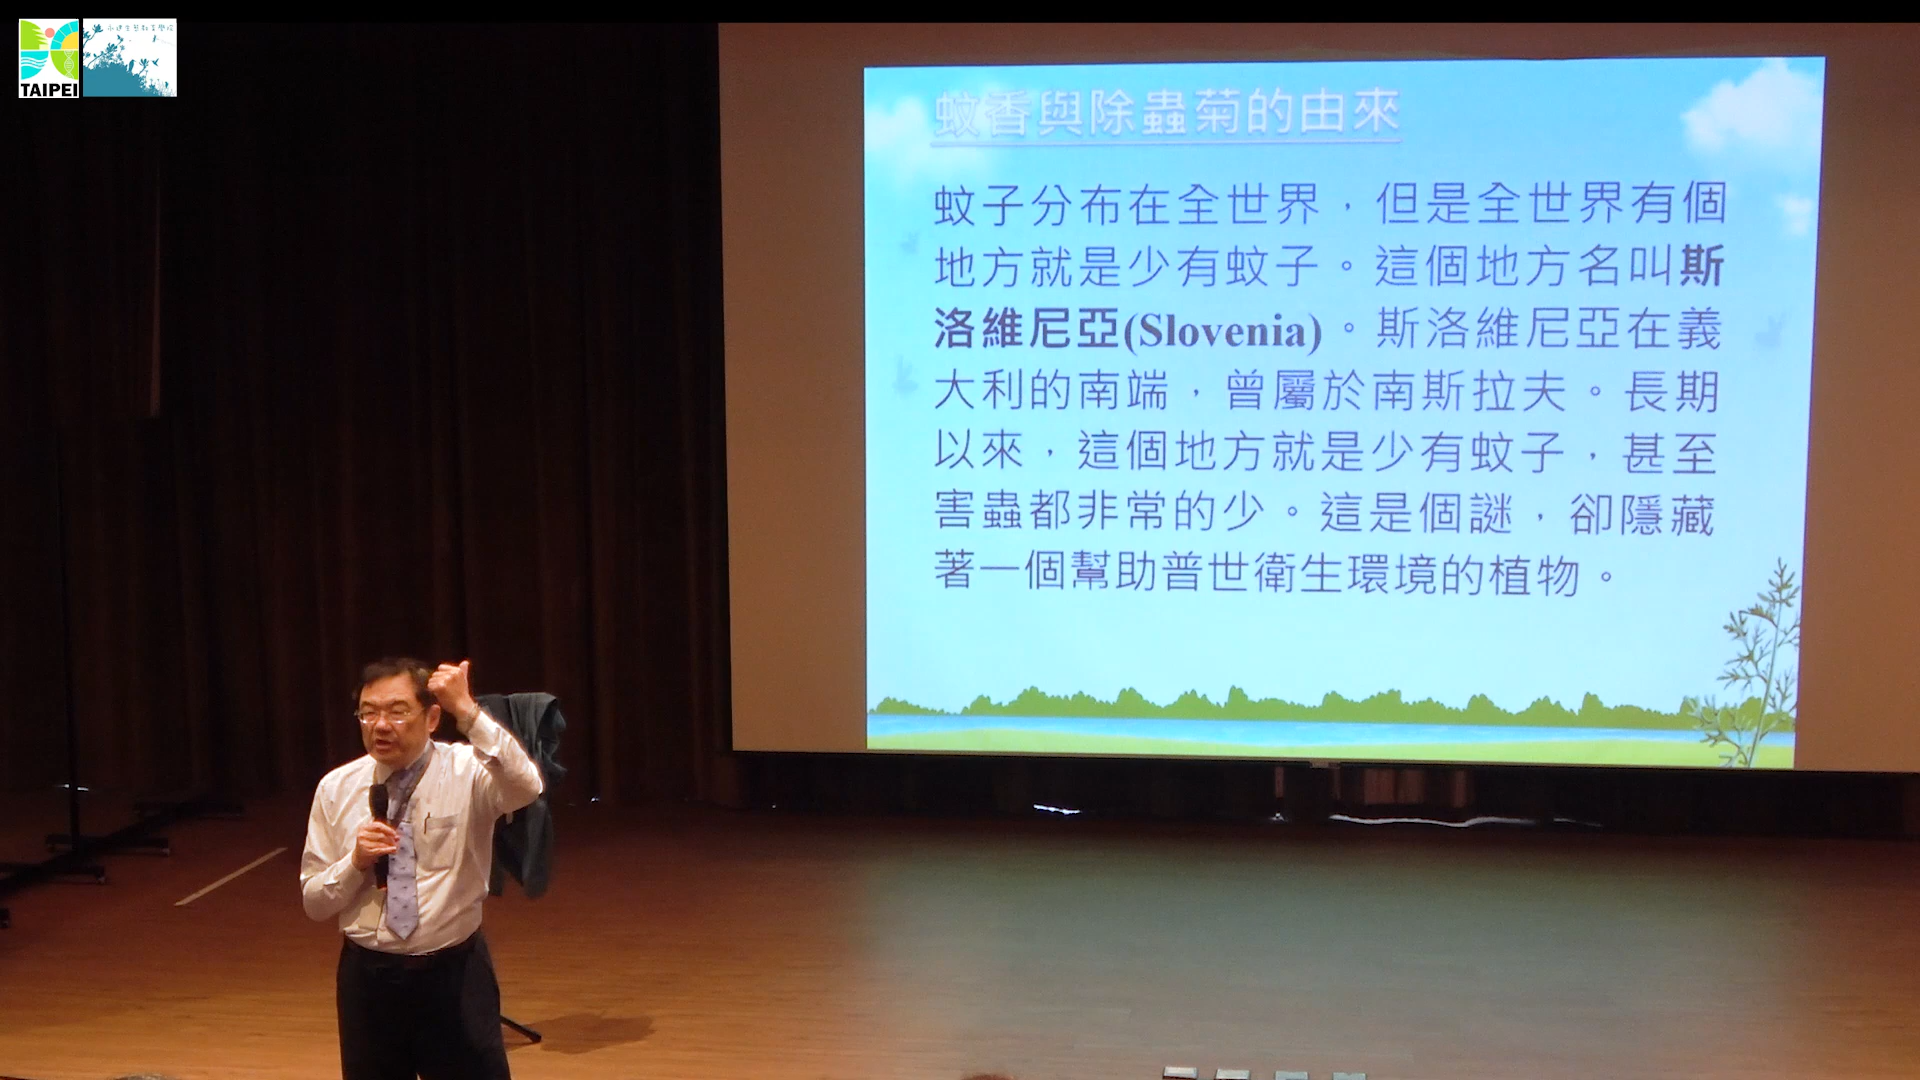 TAIPEI
蚊香與除蟲菊的由來
蚊子分布在全世界，但是全世界有個
地方就是少有蚊子。這個地方名叫斯
洛維尼亞(Slovenia)。斯洛維尼亞在義
大利的南端，曾屬於南斯拉夫。長期
以來，這個地方就是少有蚊子，甚至
害蟲都非常的少。這是個謎，卻隱藏
著一個幫助普世衛生環境的植物。